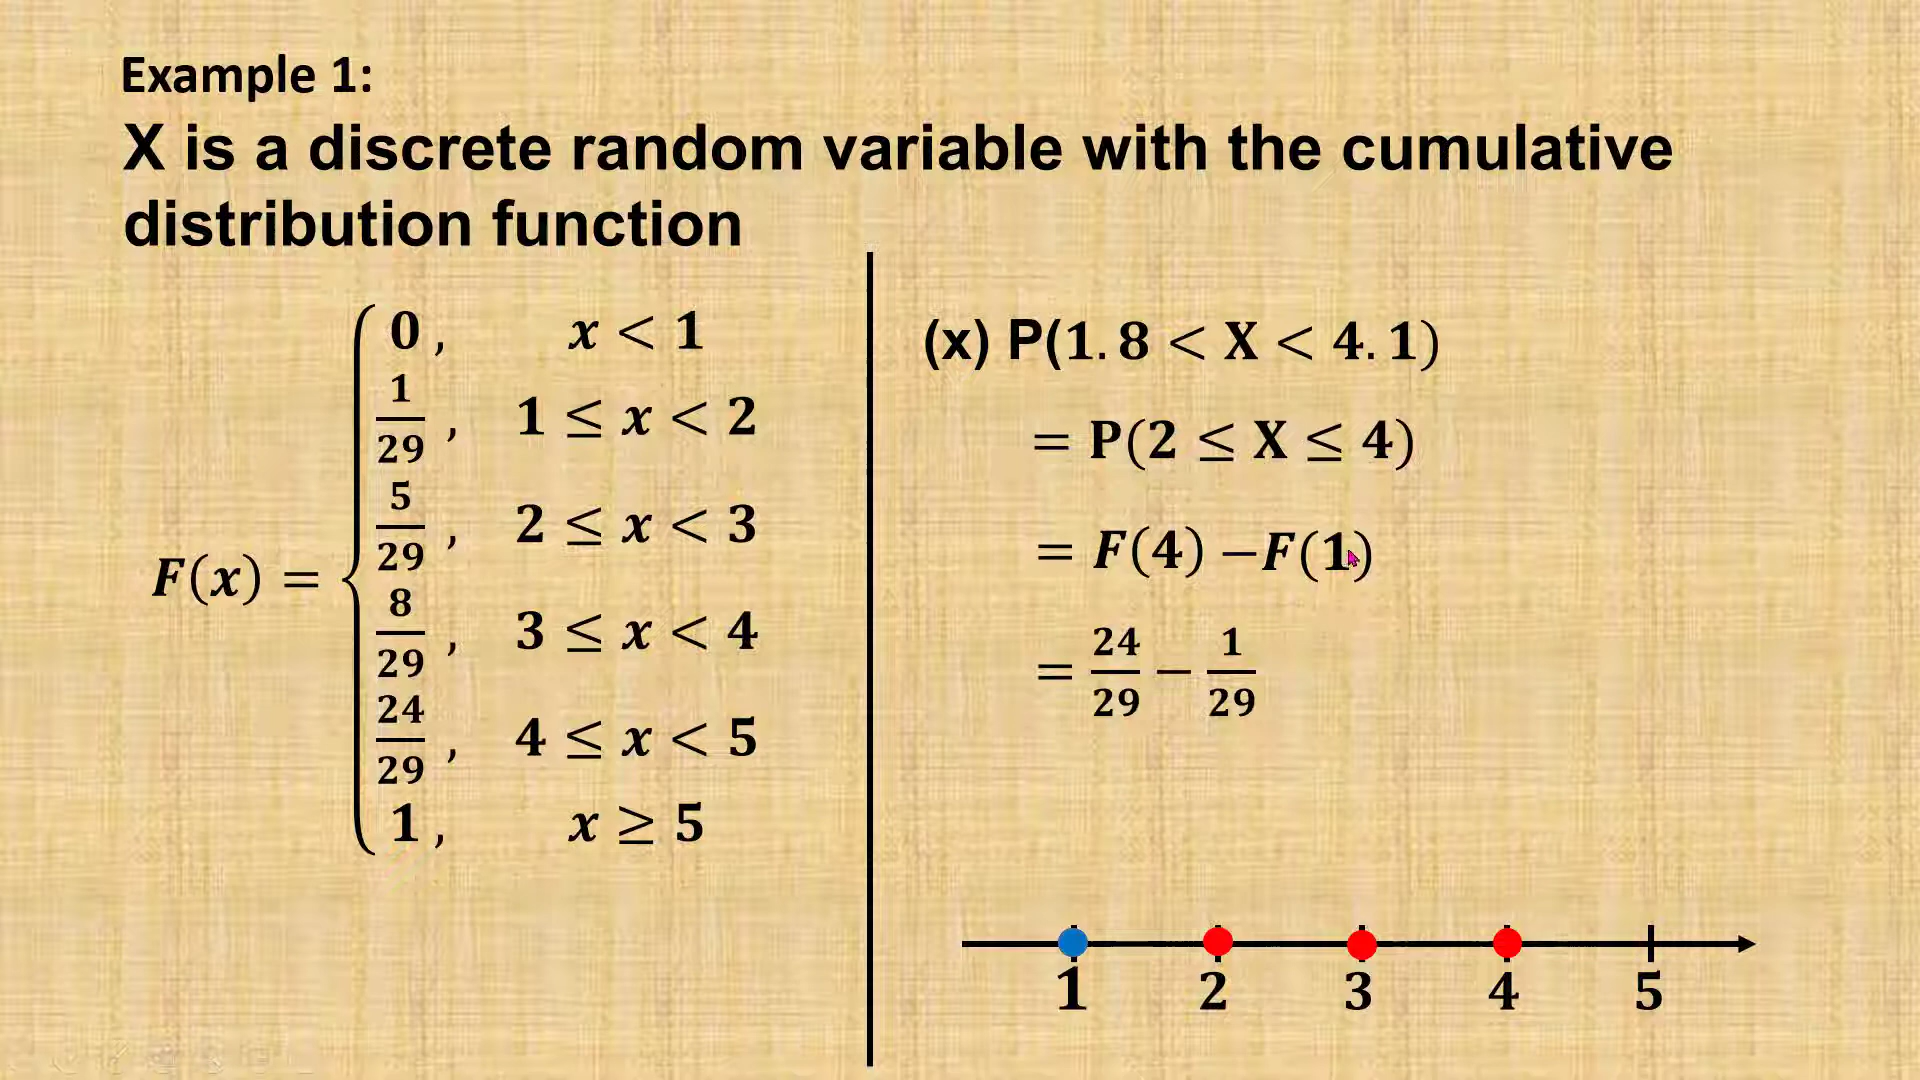 Example 1:
X is a discrete random variable with the cumulative
distribution function
F(x) =
0 , x < 1
1/29 , 1 ≤ x < 2
5/29 , 2 ≤ x < 3
8/29 , 3 ≤ x < 4
24/29 , 4 ≤ x < 5
1 , x ≥ 5
(x) P(1.8 < X < 4.1)
= P(2 ≤ X ≤ 4)
= F(4) −F(1)
= 24/29 − 1/29
1 2 3 4 5